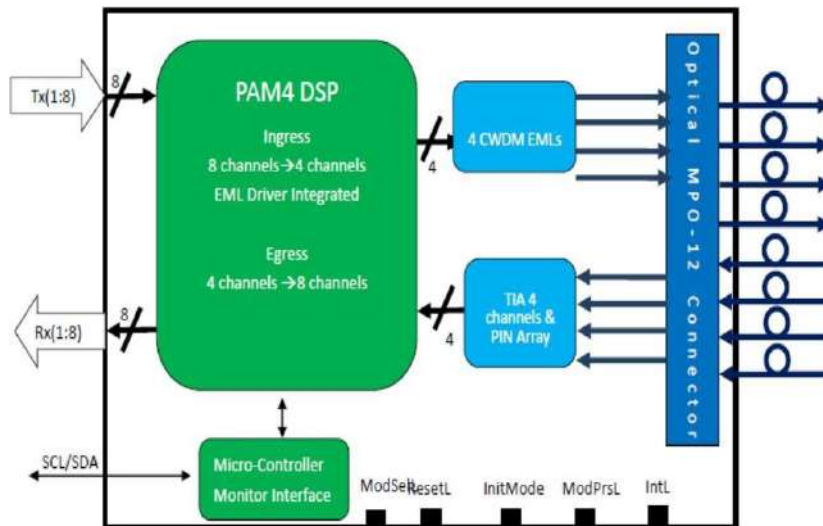 Tx(1:8)
8
PAM4 DSP
Ingress
8 channels→4 channels
EML Driver Integrated
Egress
4 channels →8 channels
4
4 CWDM EMLs
Optical MPO-12 Connector
Rx(1:8)
8
4
TIA 4
channels &
PIN Array
SCL/SDA
Micro-Controller
Monitor Interface
ModSelL
ResetL
InitMode
ModPrsL
IntL